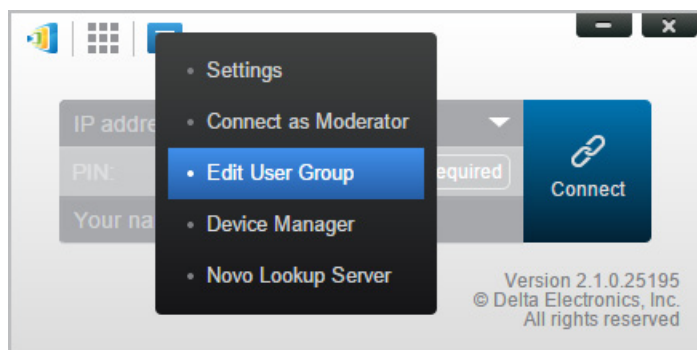 Settings
IP addre
Connect as Moderator
PIN:
Edit User Group
equired
Connect
Your na
Device Manager
Novo Lookup Server
Version 2.1.0.25195
© Delta Electronics, Inc.
All rights reserved